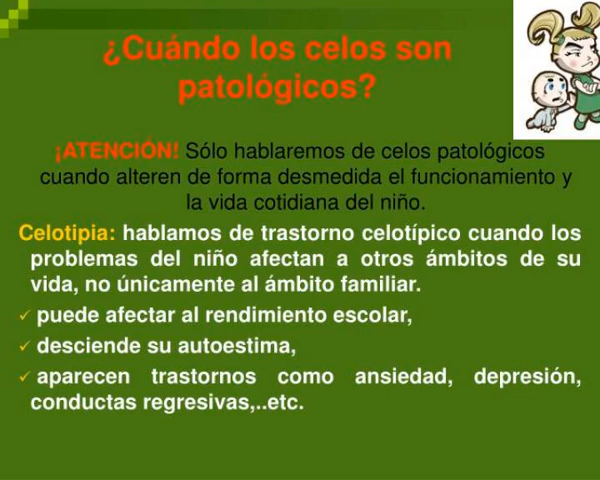 ¿Cuándo los celos son
patológicos?
¡ATENCIÓN! Sólo hablaremos de celos patológicos
cuando alteren de forma desmedida el funcionamiento y
la vida cotidiana del niño.
Celotipia: hablamos de trastorno celotípico cuando los
problemas del niño afectan a otros ámbitos de su
vida, no únicamente al ámbito familiar.
✓ puede afectar al rendimiento escolar,
✓ desciende su autoestima,
✓ aparecen trastornos como ansiedad, depresión,
conductas regresivas,..etc.